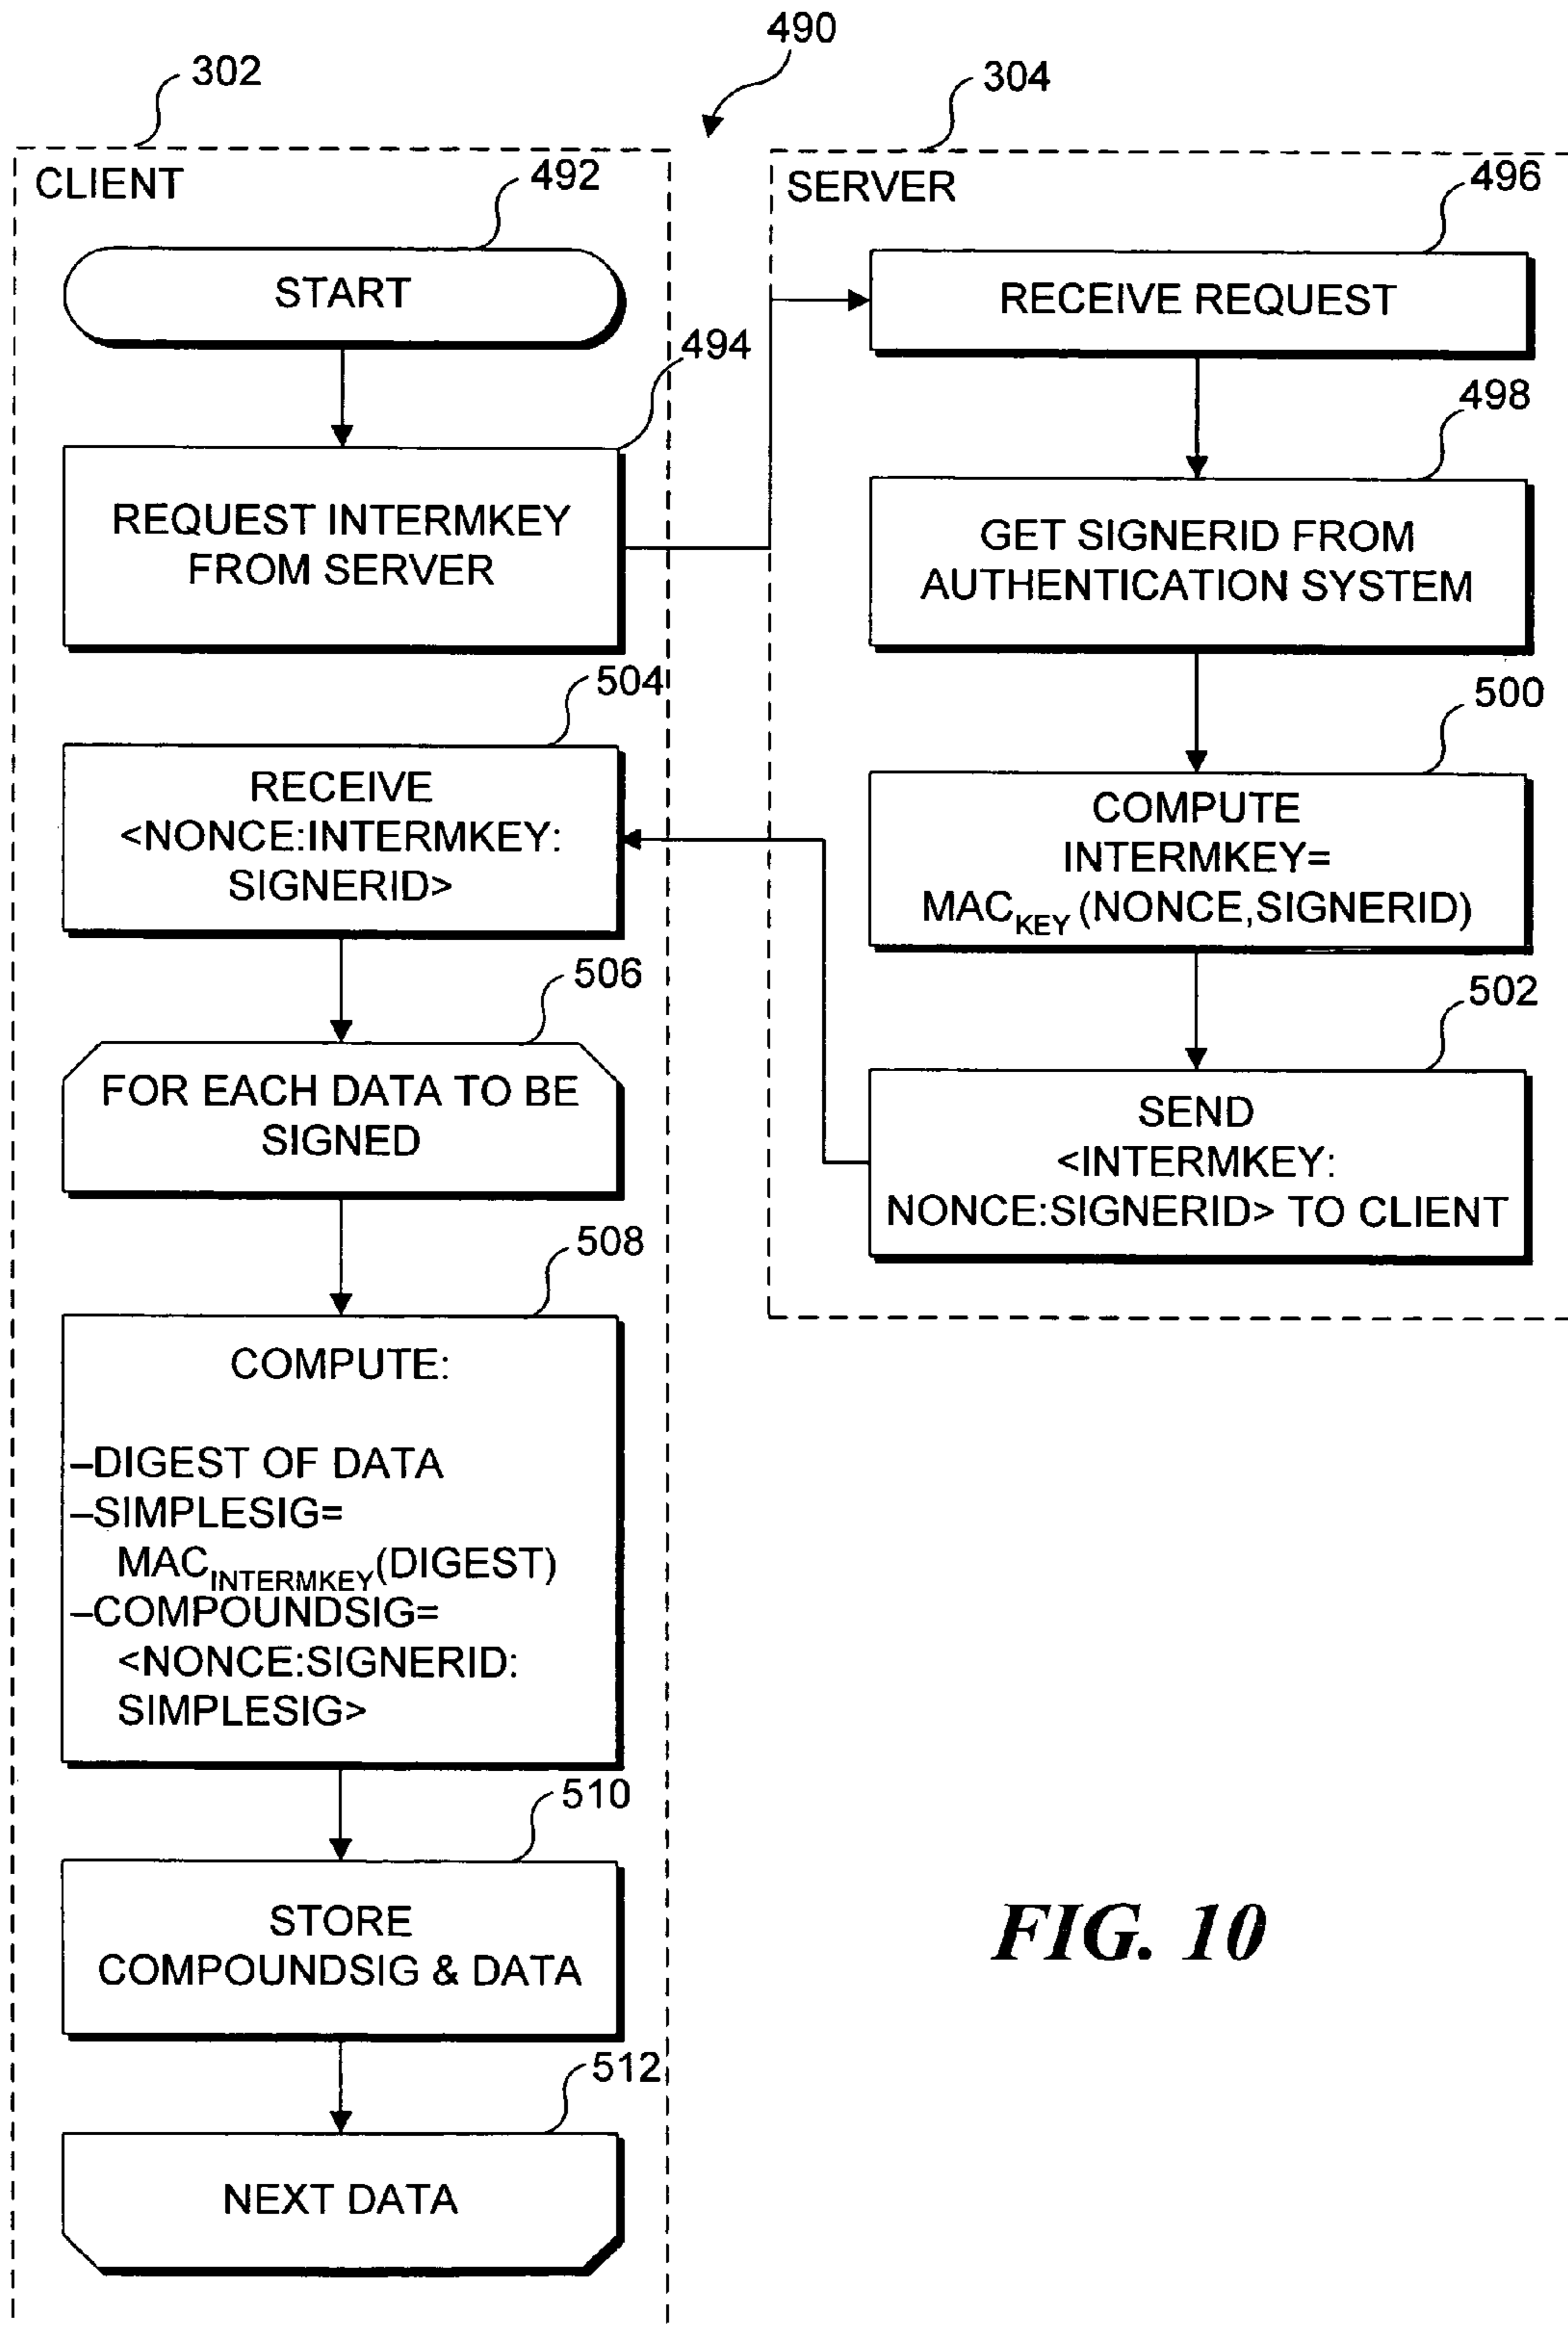 490
302
304
CLIENT
492
START
494
REQUEST INTERMKEY
FROM SERVER
504
RECEIVE
<NONCE:INTERMKEY:
SIGNERID>
506
FOR EACH DATA TO BE
SIGNED
508
COMPUTE:
–DIGEST OF DATA
–SIMPLESIG=
MAC_INTERMKEY(DIGEST)
–COMPOUNDSIG=
<NONCE:SIGNERID:
SIMPLESIG>
510
STORE
COMPOUNDSIG & DATA
512
NEXT DATA
SERVER
496
RECEIVE REQUEST
498
GET SIGNERID FROM
AUTHENTICATION SYSTEM
500
COMPUTE
INTERMKEY=
MAC_KEY (NONCE,SIGNERID)
502
SEND
<INTERMKEY:
NONCE:SIGNERID> TO CLIENT
FIG. 10